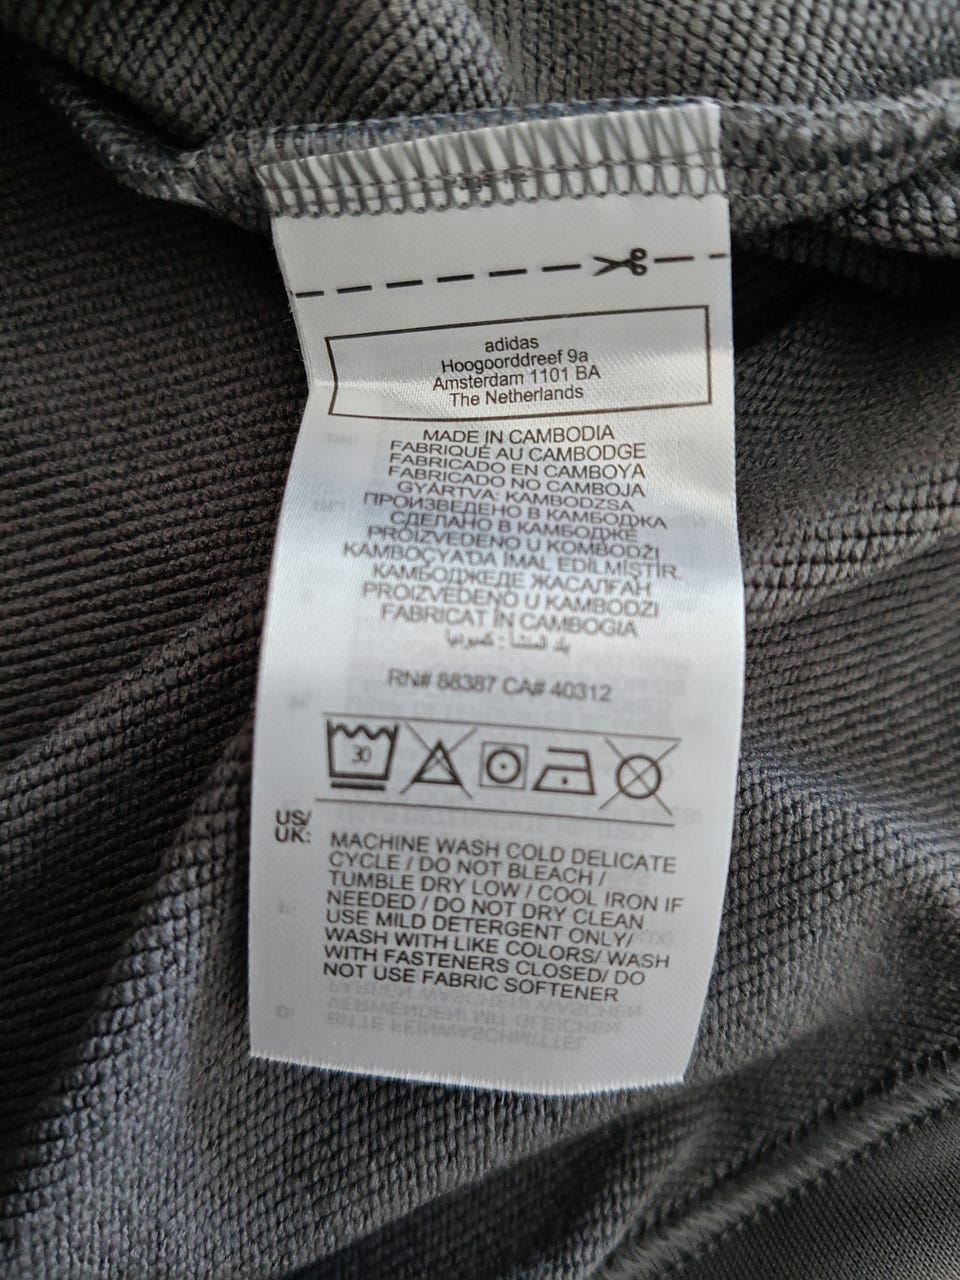 adidas
Hoogoorddreef 9a
Amsterdam 1101 BA
The Netherlands
MADE IN CAMBODIA
FABRIQUÉ AU CAMBODGE
FABRICADO EN CAMBOYA
FABRICADO NO CAMBOJA
GYÁRTVA: KAMBODZSA
ПРОИЗВЕДЕНО В КАМБОДЖА
СДЕЛАНО В КАМБОДЖЕ
PROIZVEDENO U KOMBODŽI
KAMBOÇYA'DA İMAL EDİLMİŞTİR.
КАМБОДЖЕДЕ ЖАСАЛҒАН
PROIZVEDENO U KAMBODŽI
FABRICAT ÎN CAMBOGIA
بلد المنشأ : كمبوديا
RN# 88387 CA# 40312
30
US/
UK:
MACHINE WASH COLD DELICATE
CYCLE / DO NOT BLEACH /
TUMBLE DRY LOW / COOL IRON IF
NEEDED / DO NOT DRY CLEAN
USE MILD DETERGENT ONLY/
WASH WITH LIKE COLORS/ WASH
WITH FASTENERS CLOSED/ DO
NOT USE FABRIC SOFTENER